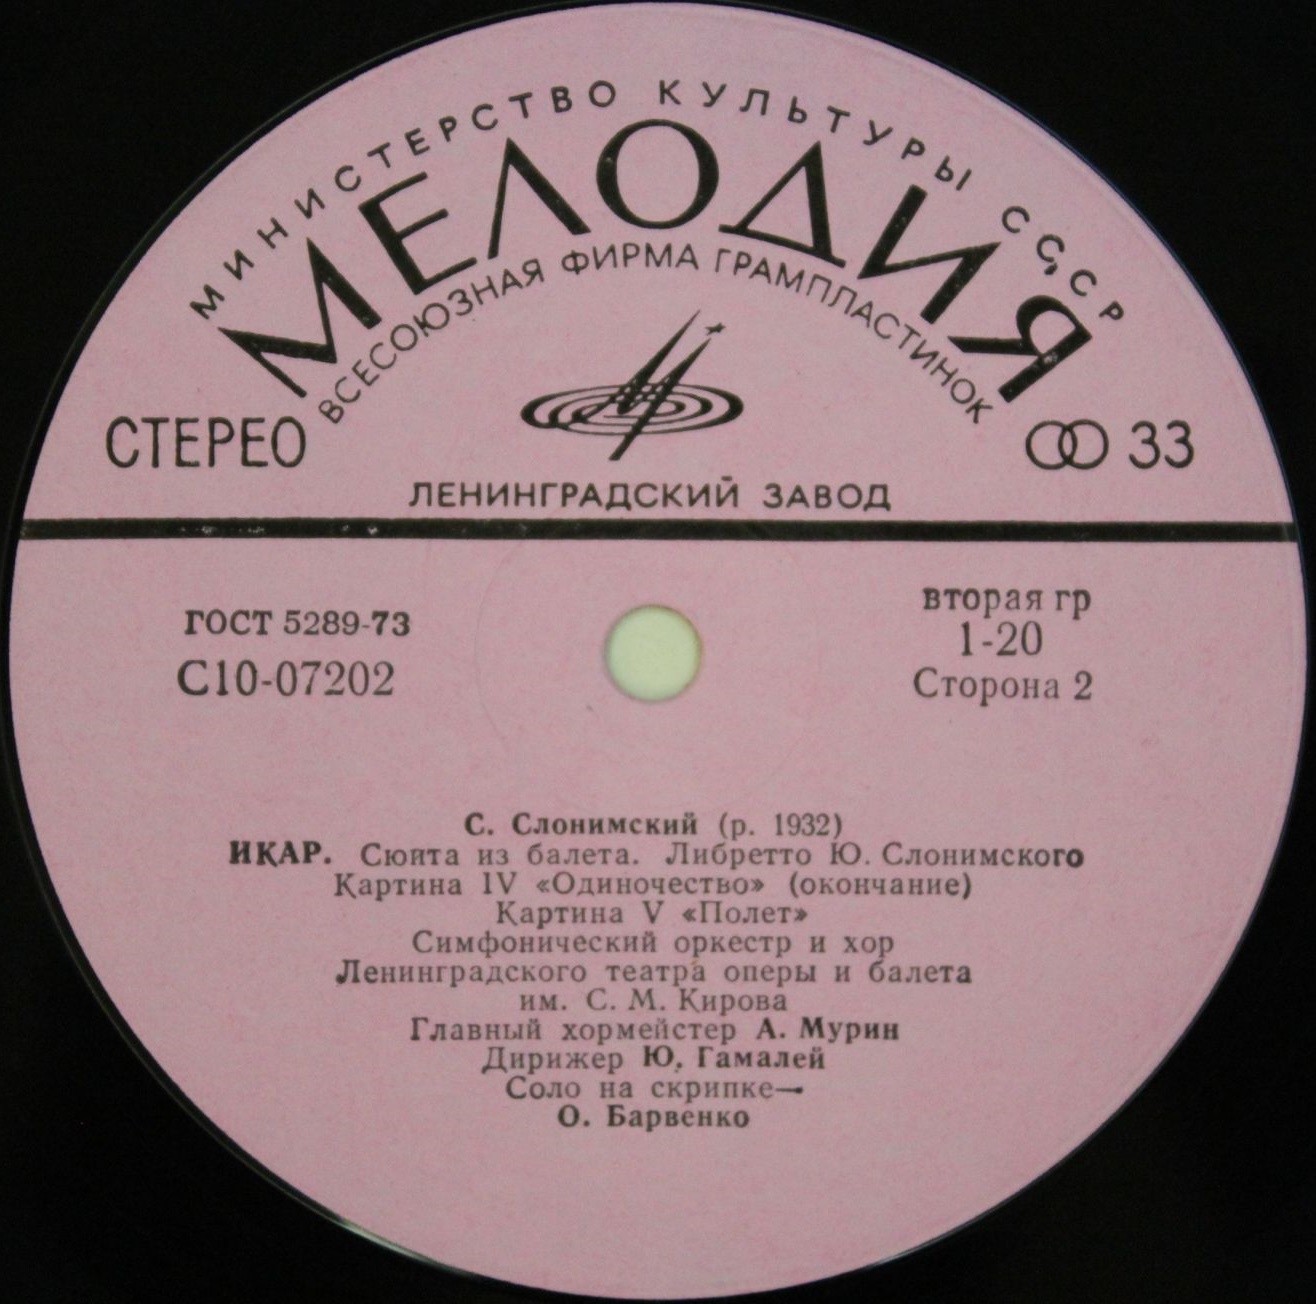 МИНИСТЕРСТВО КУЛЬТУРЫ СССР
МЕЛОДИЯ
ВСЕСОЮЗНАЯ ФИРМА ГРАМПЛАСТИНОК
СТЕРЕО
33
ЛЕНИНГРАДСКИЙ ЗАВОД
ГОСТ 5289-73
С10-07202
вторая гр
1-20
Сторона 2
С. Слонимский (р. 1932)
ИКАР. Сюита из балета. Либретто Ю. Слонимского
Картина IV «Одиночество» (окончание)
Картина V «Полет»
Симфонический оркестр и хор
Ленинградского театра оперы и балета
им. С. М. Кирова
Главный хормейстер А. Мурин
Дирижер Ю. Гамалей
Соло на скрипке—
О. Барвенко